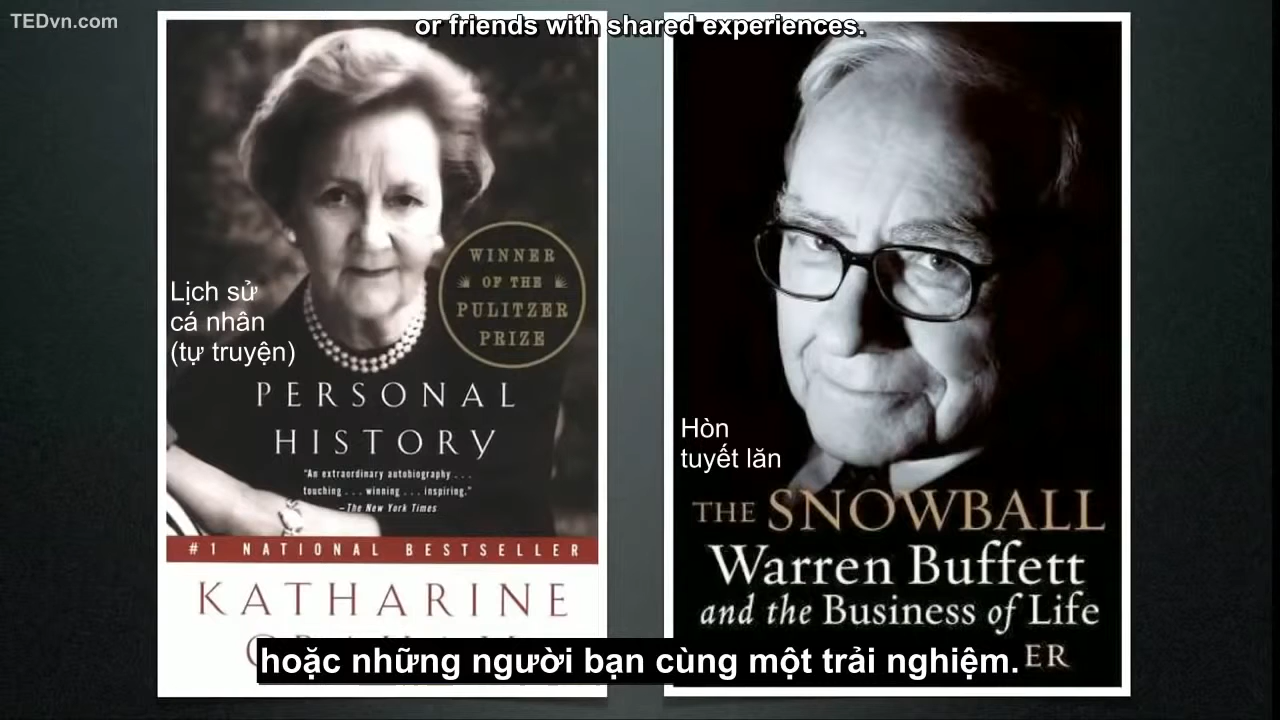 TEDvn.com
or friends with shared experiences.
WINNER
OF THE
PULITZER
PRIZE
Lịch sử
cá nhân
(tự truyện)
PERSONAL
HISTORY
"An extraordinary autobiography . . .
touching . . . winning . . . inspiring."
—The New York Times
#1 NATIONAL BESTSELLER
KATHARINE
Hòn
tuyết lăn
THE SNOWBALL
Warren Buffett
and the Business of Life
ER
hoặc những người bạn cùng một trải nghiệm.